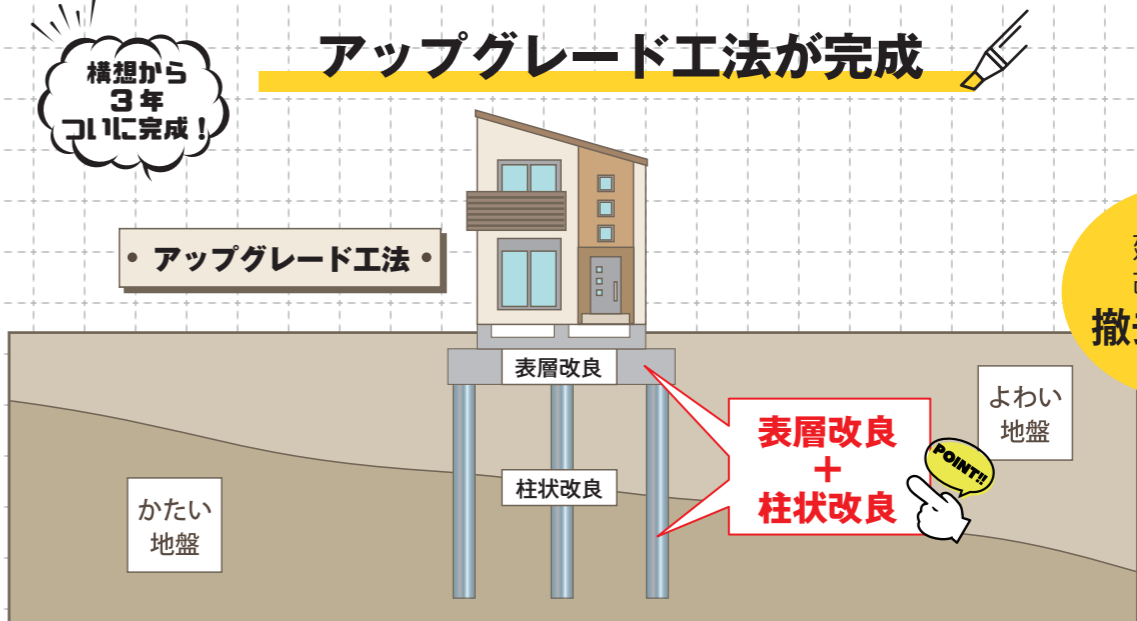 構想から
3年
ついに完成！
アップグレード工法が完成
・アップグレード工法・
表層改良
よわい
地盤
表層改良
＋
柱状改良
POINT!!
柱状改良
かたい
地盤